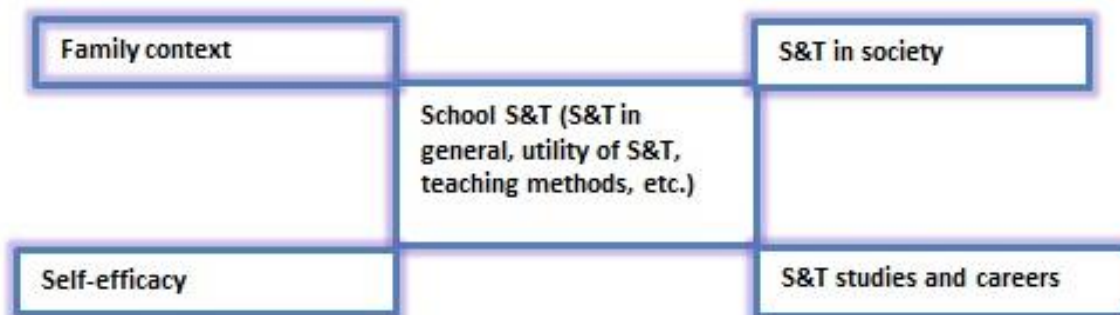 Family context
S&T in society
School S&T (S&T in
general, utility of S&T,
teaching methods, etc.)
Self-efficacy
S&T studies and careers